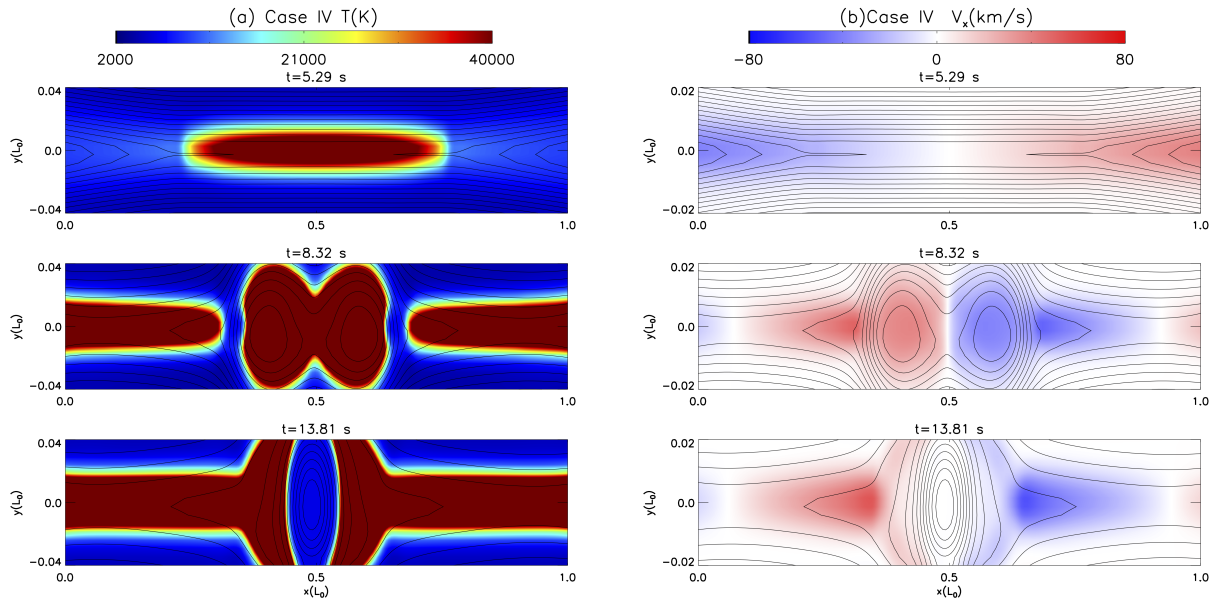 (a) Case IV T(K)
2000 21000 40000
t=5.29 s
0.04
0.0
-0.04
y(L₀)
0.0 0.5 1.0
t=8.32 s
0.04
0.0
-0.04
y(L₀)
0.0 0.5 1.0
t=13.81 s
0.04
0.0
-0.04
y(L₀)
0.0 0.5 1.0
x(L₀)
(b)Case IV Vₓ(km/s)
-80 0 80
t=5.29 s
0.02
0.0
-0.02
y(L₀)
0.0 0.5 1.0
t=8.32 s
0.02
0.0
-0.02
y(L₀)
0.0 0.5 1.0
t=13.81 s
0.02
0.0
-0.02
y(L₀)
0.0 0.5 1.0
x(L₀)